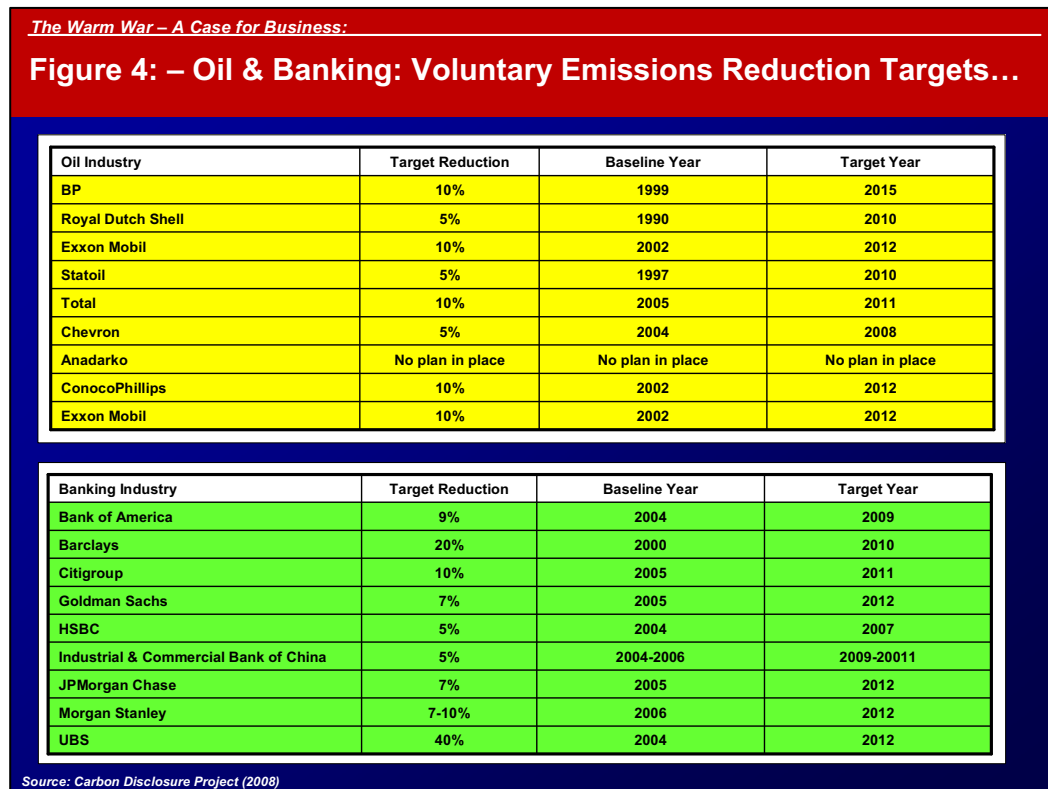 The Warm War – A Case for Business:
Figure 4: – Oil & Banking: Voluntary Emissions Reduction Targets…
Oil Industry Target Reduction Baseline Year Target Year
BP 10% 1999 2015
Royal Dutch Shell 5% 1990 2010
Exxon Mobil 10% 2002 2012
Statoil 5% 1997 2010
Total 10% 2005 2011
Chevron 5% 2004 2008
Anadarko No plan in place No plan in place No plan in place
ConocoPhillips 10% 2002 2012
Exxon Mobil 10% 2002 2012
Banking Industry Target Reduction Baseline Year Target Year
Bank of America 9% 2004 2009
Barclays 20% 2000 2010
Citigroup 10% 2005 2011
Goldman Sachs 7% 2005 2012
HSBC 5% 2004 2007
Industrial & Commercial Bank of China 5% 2004-2006 2009-20011
JPMorgan Chase 7% 2005 2012
Morgan Stanley 7-10% 2006 2012
UBS 40% 2004 2012
Source: Carbon Disclosure Project (2008)